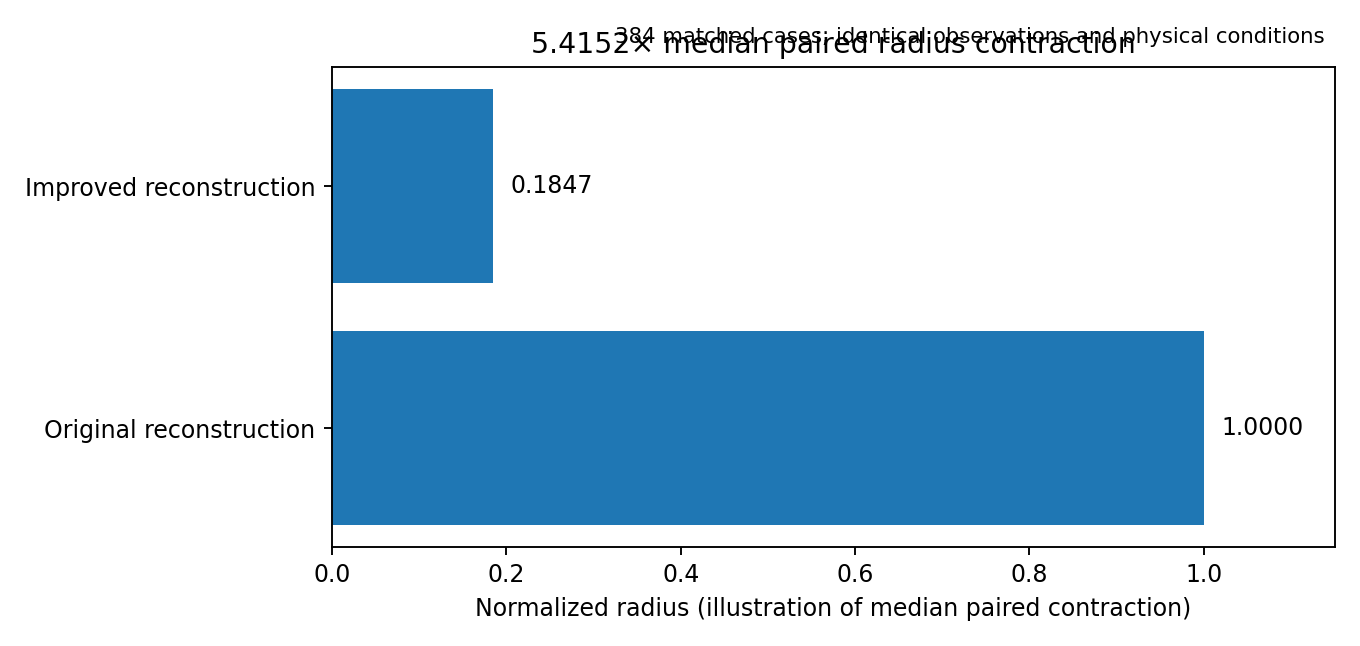 384 matched cases; identical observations and physical conditions
5.4152× median paired radius contraction
Improved reconstruction
0.1847
Original reconstruction
1.0000
0.0 0.2 0.4 0.6 0.8 1.0
Normalized radius (illustration of median paired contraction)